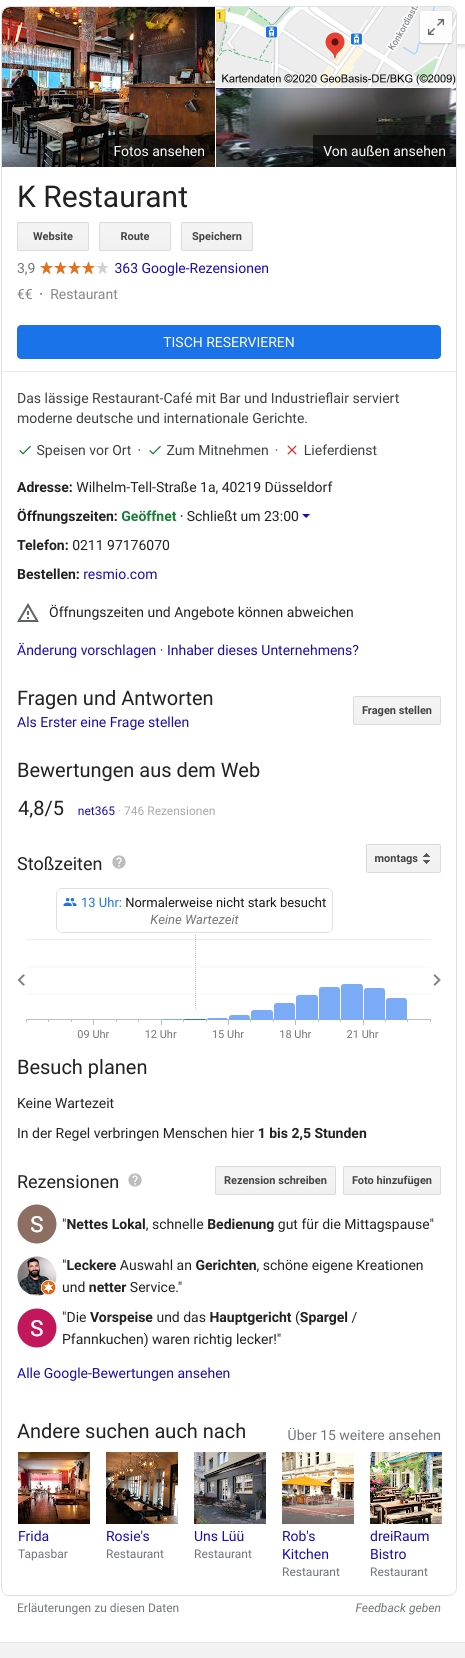 1
Konkordiast.
Kartendaten ©2020 GeoBasis-DE/BKG (©2009)
Fotos ansehen
Von außen ansehen
K Restaurant
Website
Route
Speichern
3,9 363 Google-Rezensionen
€€ · Restaurant
TISCH RESERVIEREN
Das lässige Restaurant-Café mit Bar und Industrieflair serviert
moderne deutsche und internationale Gerichte.
Speisen vor Ort · Zum Mitnehmen · Lieferdienst
Adresse: Wilhelm-Tell-Straße 1a, 40219 Düsseldorf
Öffnungszeiten: Geöffnet · Schließt um 23:00
Telefon: 0211 97176070
Bestellen: resmio.com
Öffnungszeiten und Angebote können abweichen
Änderung vorschlagen · Inhaber dieses Unternehmens?
Fragen und Antworten
Fragen stellen
Als Erster eine Frage stellen
Bewertungen aus dem Web
4,8/5 net365 · 746 Rezensionen
Stoßzeiten ?
montags
13 Uhr: Normalerweise nicht stark besucht
Keine Wartezeit
09 Uhr 12 Uhr 15 Uhr 18 Uhr 21 Uhr
Besuch planen
Keine Wartezeit
In der Regel verbringen Menschen hier 1 bis 2,5 Stunden
Rezensionen ?
Rezension schreiben
Foto hinzufügen
S
"Nettes Lokal, schnelle Bedienung gut für die Mittagspause"
"Leckere Auswahl an Gerichten, schöne eigene Kreationen
und netter Service."
S
"Die Vorspeise und das Hauptgericht (Spargel /
Pfannkuchen) waren richtig lecker!"
Alle Google-Bewertungen ansehen
Andere suchen auch nach
Über 15 weitere ansehen
Frida
Tapasbar
Rosie's
Restaurant
Uns Lüü
Restaurant
Rob's
Kitchen
Restaurant
dreiRaum
Bistro
Restaurant
Erläuterungen zu diesen Daten
Feedback geben